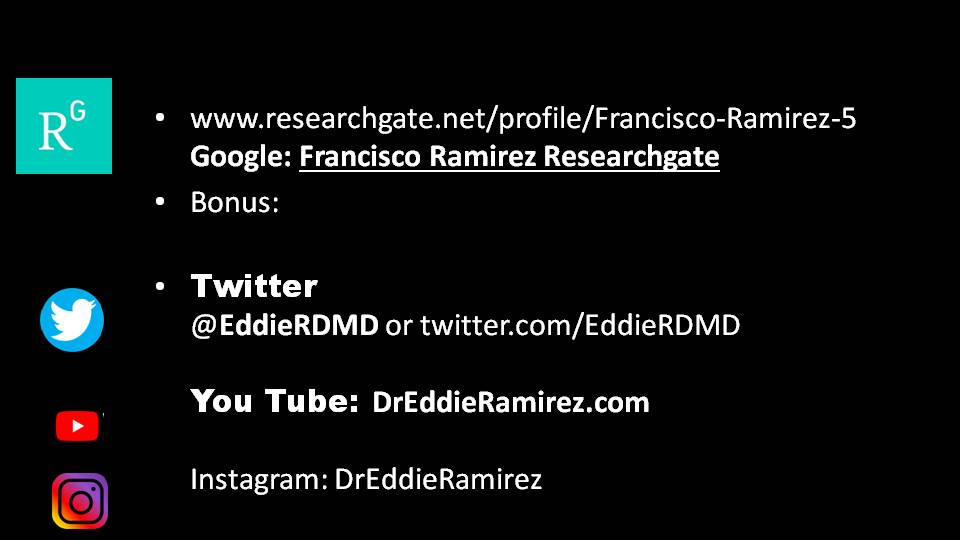 RG
• www.researchgate.net/profile/Francisco-Ramirez-5
Google: Francisco Ramirez Researchgate
• Bonus:
• Twitter
@EddieRDMD or twitter.com/EddieRDMD
You Tube: DrEddieRamirez.com
Instagram: DrEddieRamirez